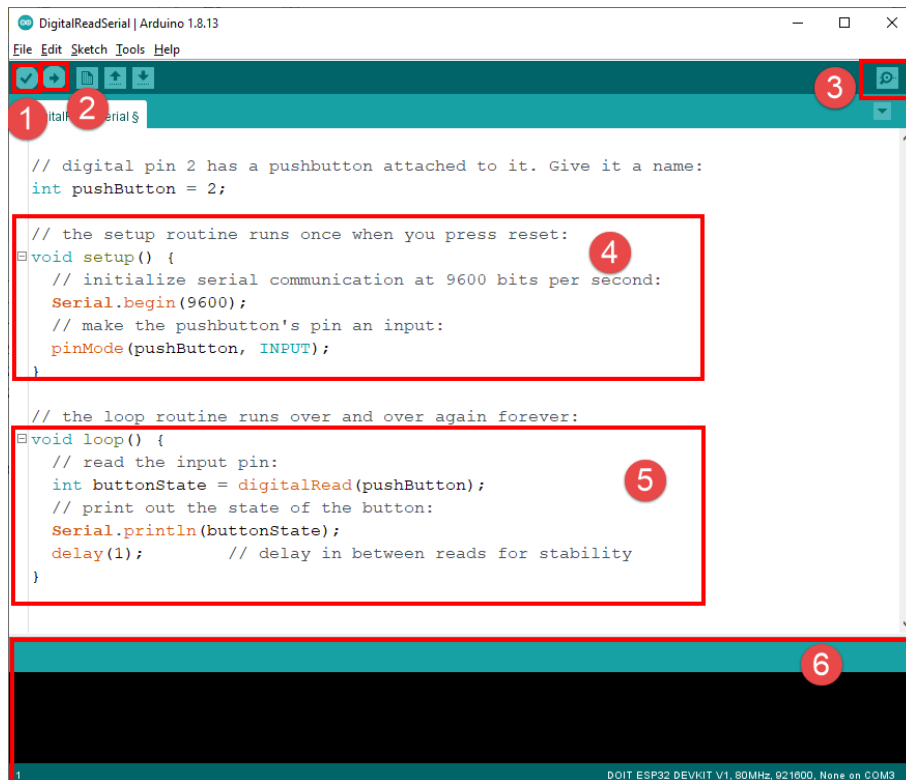 DigitalReadSerial | Arduino 1.8.13
File Edit Sketch Tools Help
3
1
2
§
// digital pin 2 has a pushbutton attached to it. Give it a name:
int pushButton = 2;
// the setup routine runs once when you press reset:
4
void setup() {
// initialize serial communication at 9600 bits per second:
Serial.begin(9600);
// make the pushbutton's pin an input:
pinMode(pushButton, INPUT);
}
// the loop routine runs over and over again forever:
void loop() {
// read the input pin:
5
int buttonState = digitalRead(pushButton);
// print out the state of the button:
Serial.println(buttonState);
delay(1);        // delay in between reads for stability
}
6
1
DOIT ESP32 DEVKIT V1, 80MHz, 921600, None on COM3